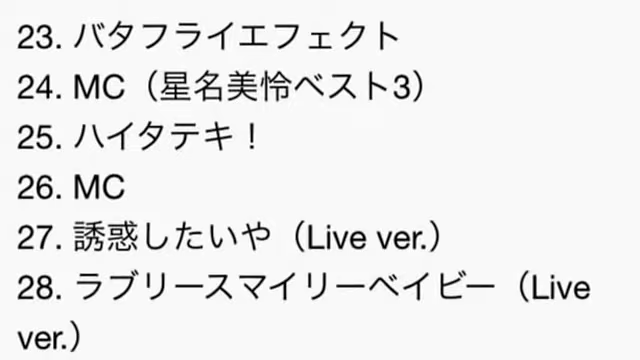 23. バタフライエフェクト
24. MC（星名美怜ベスト3）
25. ハイタテキ！
26. MC
27. 誘惑したいや（Live ver.）
28. ラブリースマイリーベイビー（Live
ver.）